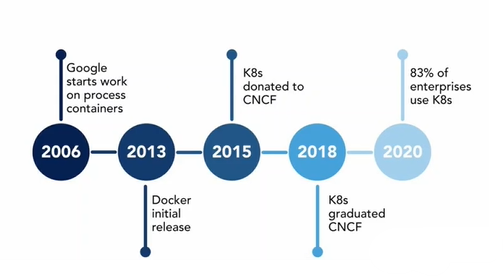 Google
starts work
on process
containers
K8s
donated to
CNCF
83% of
enterprises
use K8s
2006
2013
2015
2018
2020
Docker
initial
release
K8s
graduated
CNCF